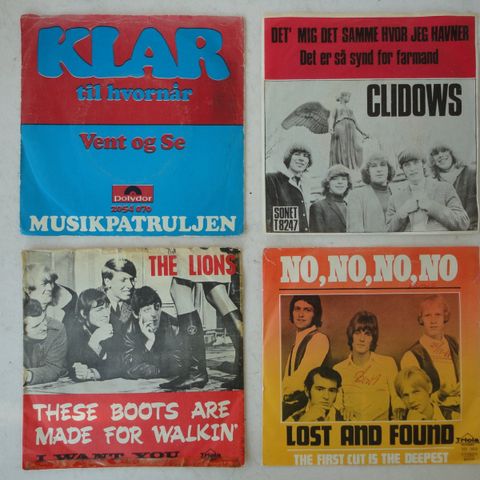 KLAR
til hvornår
Vent og Se
Polydor
2054 070
MUSIKPATRULJEN
DET' MIG DET SAMME HVOR JEG HAVNER
Det er så synd for farmand
CLIDOWS
SONET
T 8247
THE LIONS
THESE BOOTS ARE
MADE FOR WALKIN'
I WANT YOU
Triola
NO, NO, NO, NO
LOST AND FOUND
THE FIRST CUT IS THE DEEPEST
Triola